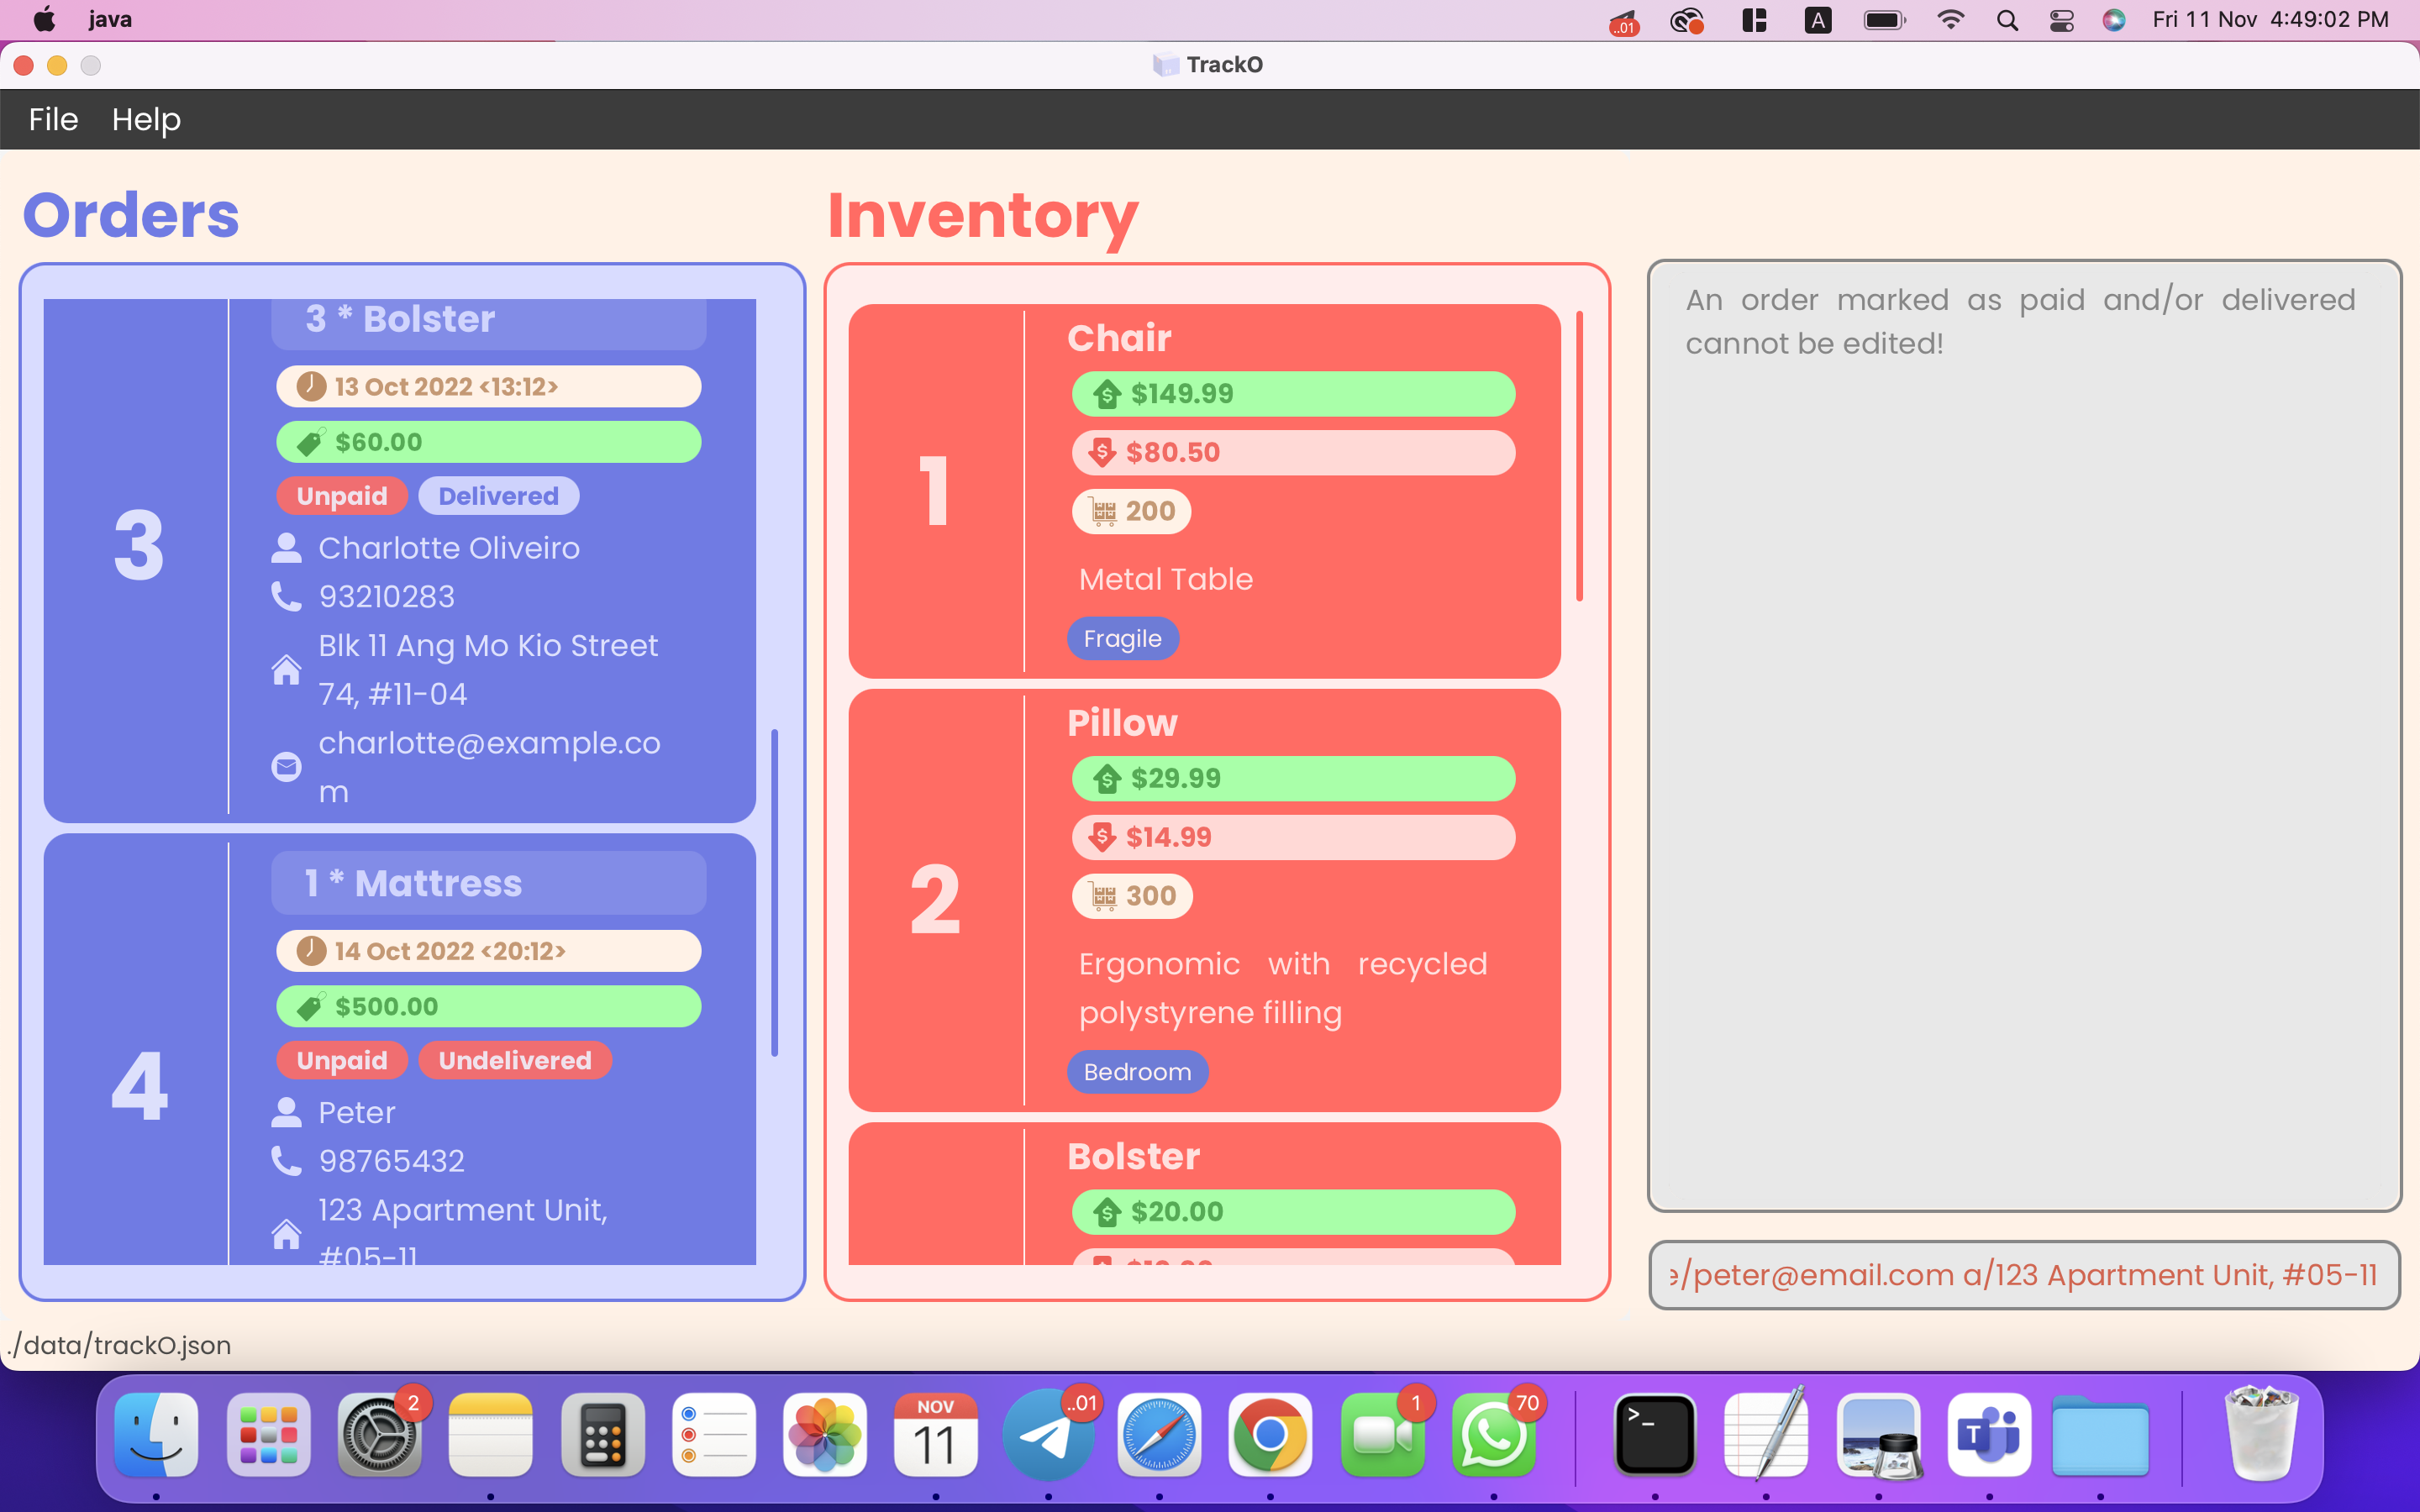 java
..01
A
Fri 11 Nov 4:49:02 PM
TrackO
File Help
Orders
3 * Bolster
13 Oct 2022 <13:12>
$60.00
Unpaid Delivered
3
Charlotte Oliveiro
93210283
Blk 11 Ang Mo Kio Street
74, #11-04
charlotte@example.co
m
1 * Mattress
14 Oct 2022 <20:12>
$500.00
Unpaid Undelivered
4
Peter
98765432
123 Apartment Unit,
#05-11
Inventory
Chair
$149.99
$80.50
1
200
Metal Table
Fragile
Pillow
$29.99
$14.99
2
300
Ergonomic with recycled
polystyrene filling
Bedroom
Bolster
$20.00
An order marked as paid and/or delivered
cannot be edited!
e/peter@email.com a/123 Apartment Unit, #05-11
./data/trackO.json
2
NOV
11
..01
1
70
>_
T